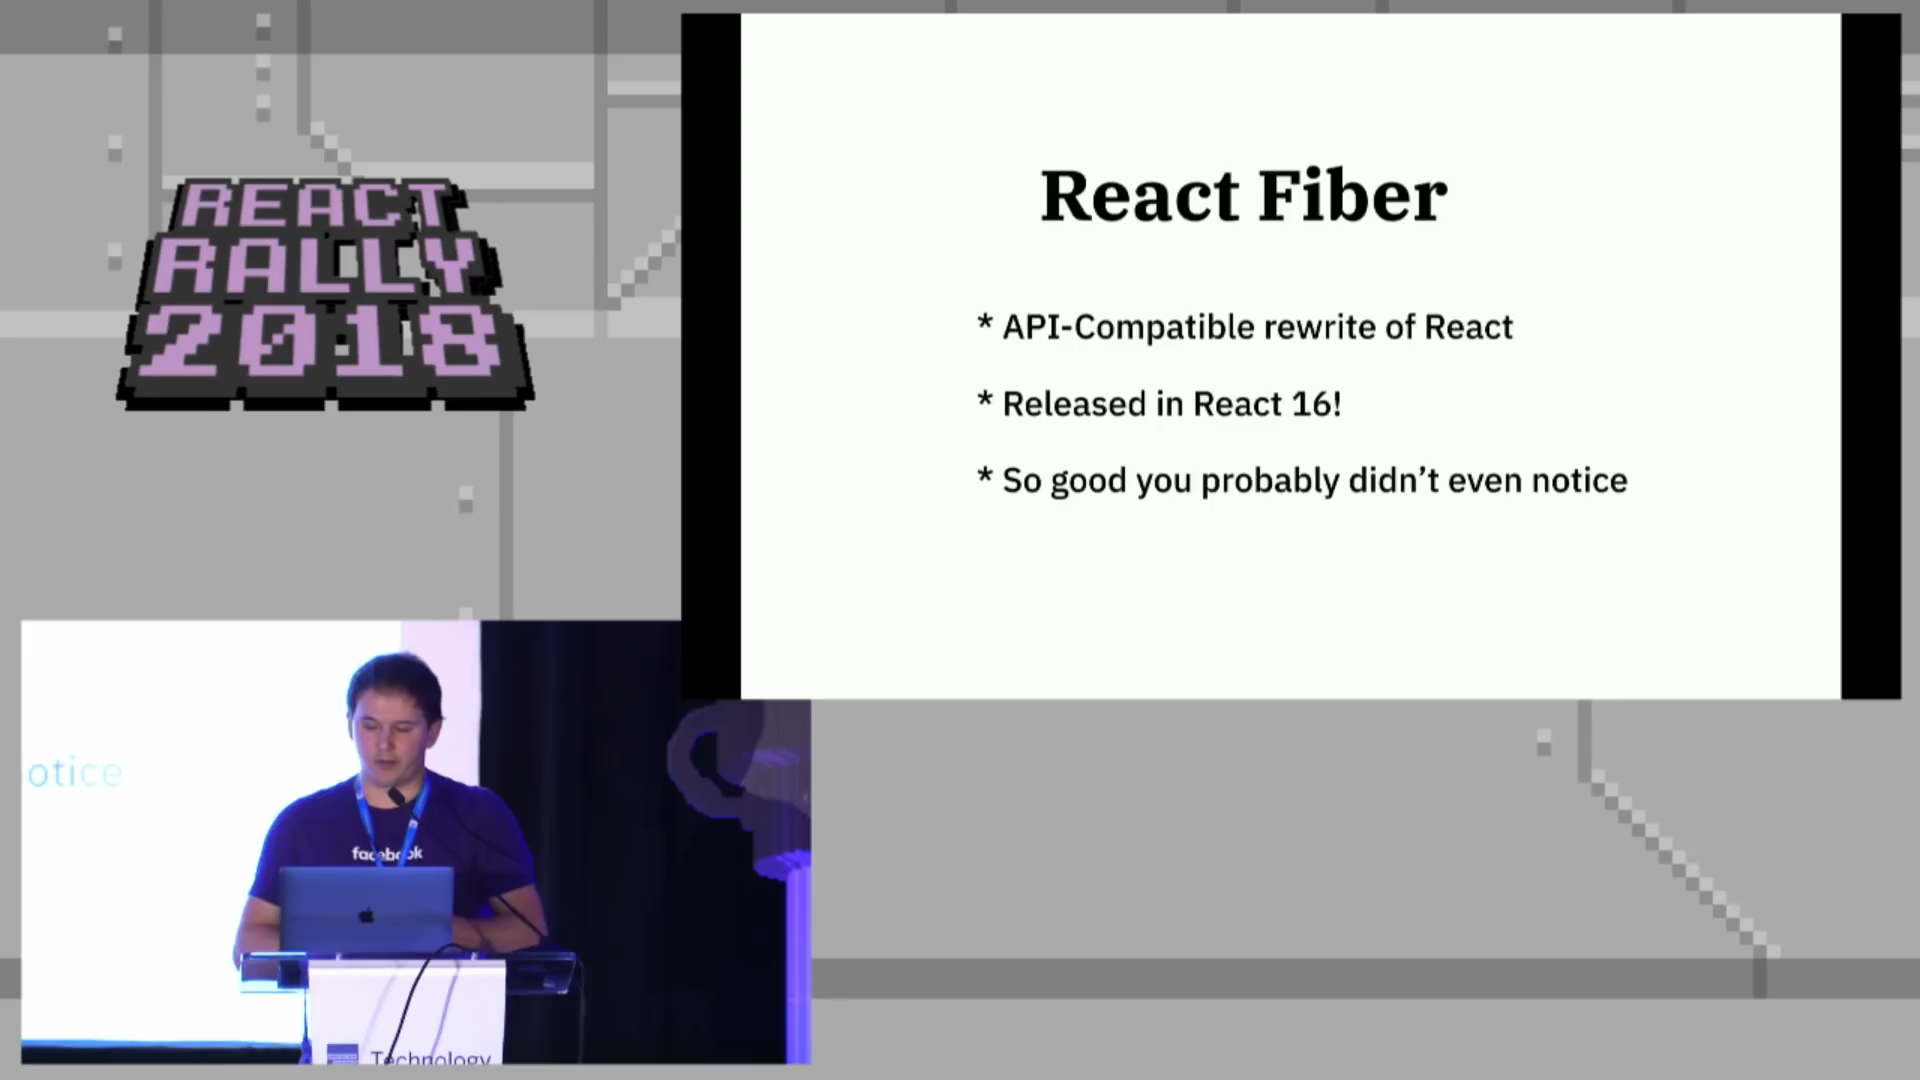 REACT
RALLY
2018
React Fiber
* API-Compatible rewrite of React
* Released in React 16!
* So good you probably didn’t even notice
otice
facebook
Technology